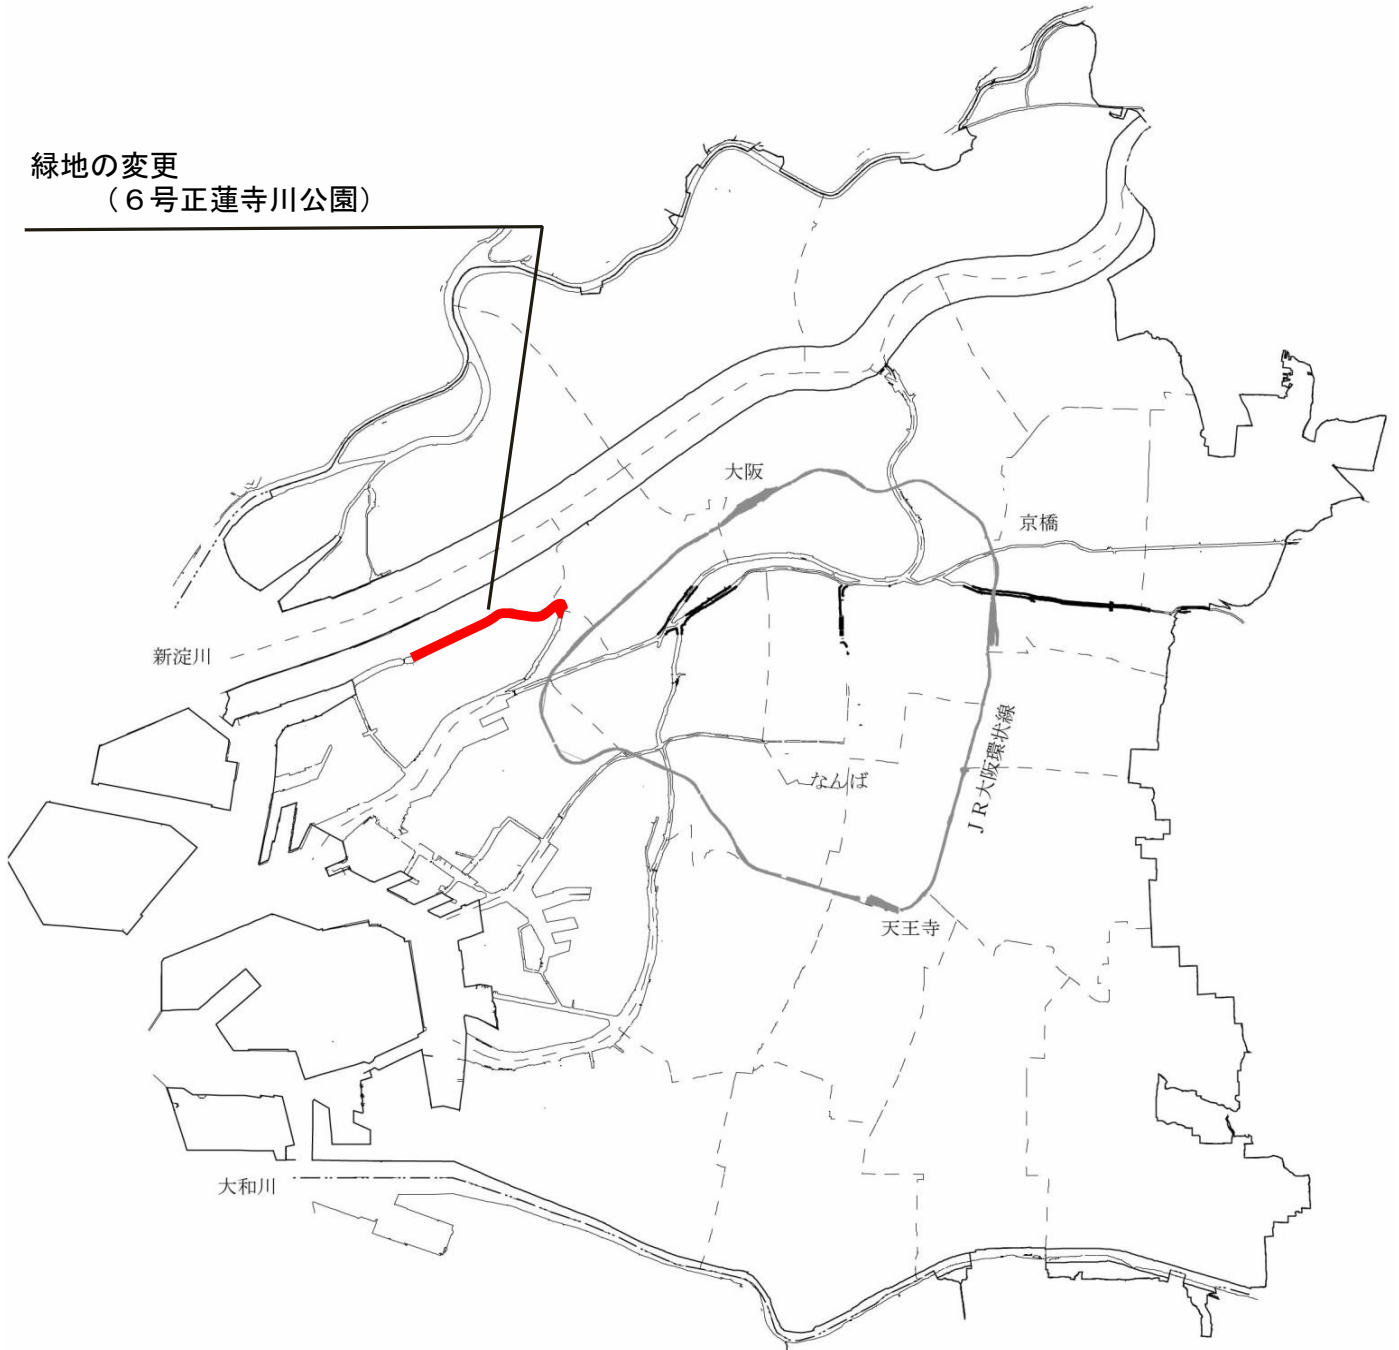 緑地の変更
（６号正蓮寺川公園）
大阪
京橋
新淀川
ＪＲ大阪環状線
なんば
天王寺
大和川